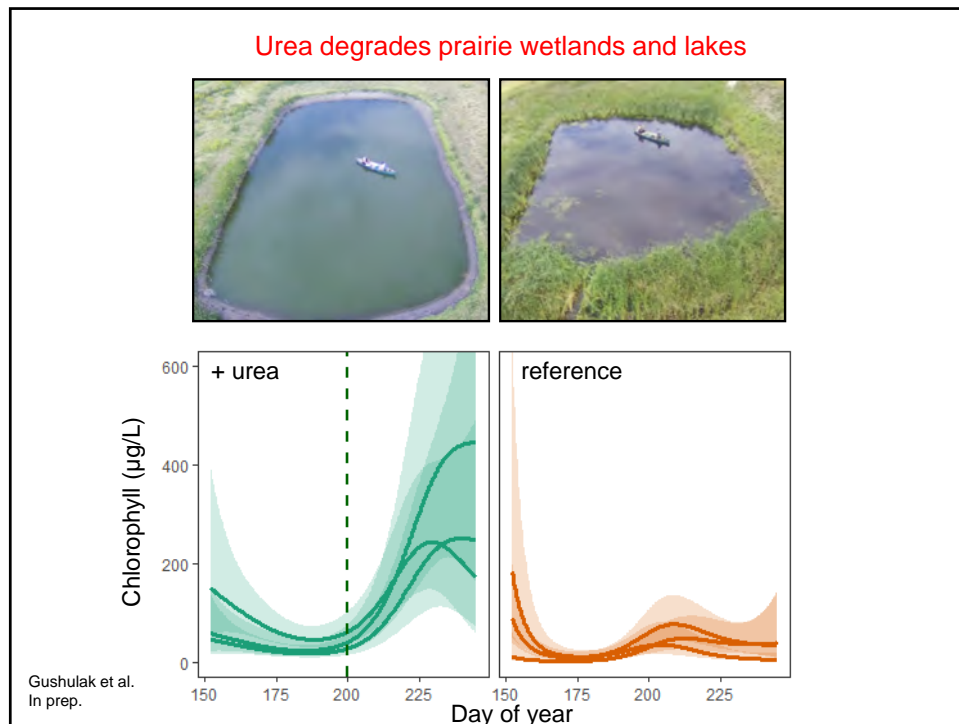 Urea degrades prairie wetlands and lakes
+ urea
reference
600
400
200
0
Chlorophyll (µg/L)
150 175 200 225
150 175 200 225
Day of year
Gushulak et al.
In prep.